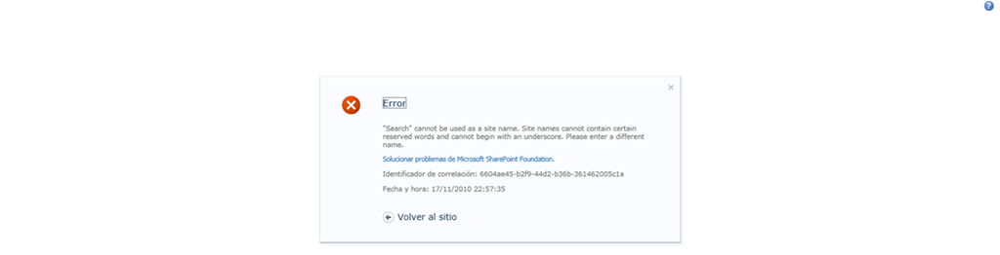 Error
"Search" cannot be used as a site name. Site names cannot contain certain
reserved words and cannot begin with an underscore. Please enter a different
name.
Solucionar problemas de Microsoft SharePoint Foundation.
Identificador de correlación: 6604ae45-b2f9-44d2-b36b-361462005c1a
Fecha y hora: 17/11/2010 22:57:35
Volver al sitio